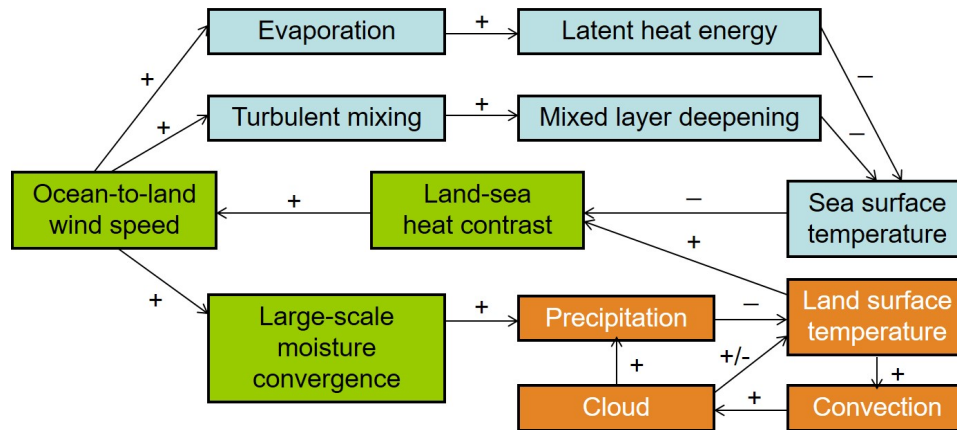 Evaporation
+
Latent heat energy
+
–
Turbulent mixing
+
Mixed layer deepening
+
–
Ocean-to-land
wind speed
+
Land-sea
heat contrast
–
Sea surface
temperature
+
+
Large-scale
moisture
convergence
+
Precipitation
–
Land surface
temperature
+
+/-
+
Cloud
+
Convection